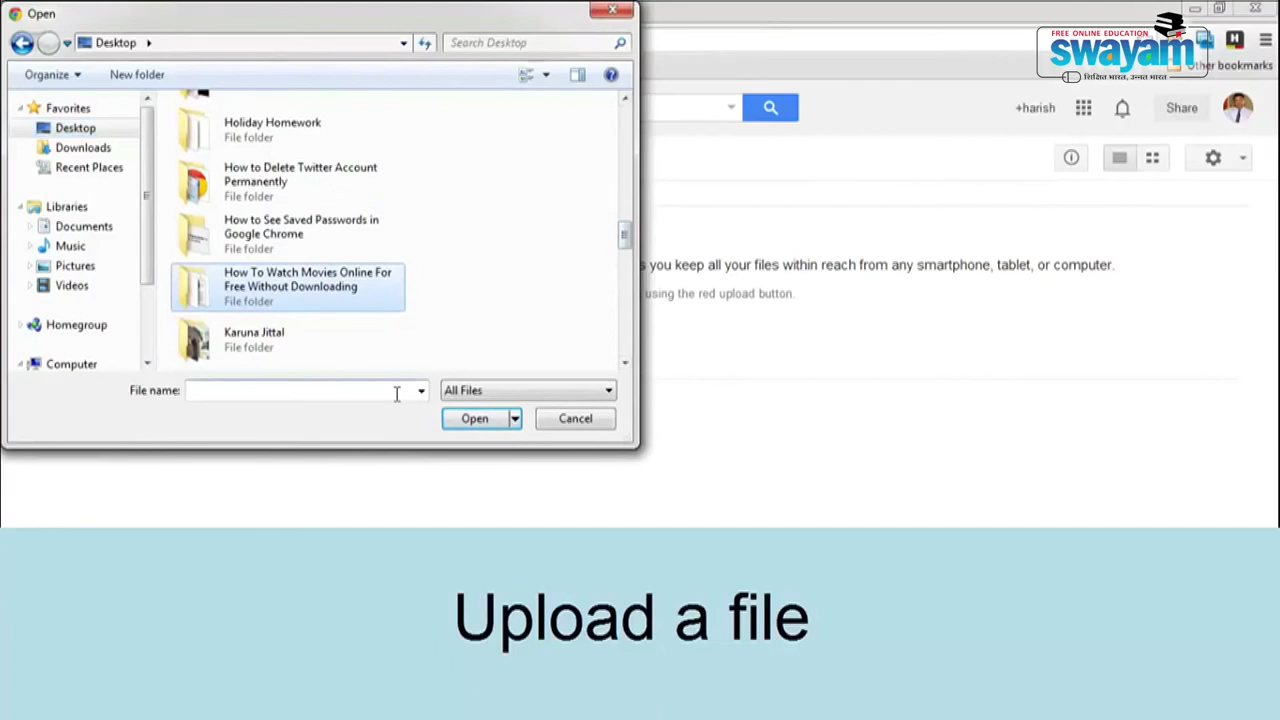 Open
Desktop
Search Desktop
FREE ONLINE EDUCATION
swayam
शिक्षित भारत, उन्नत भारत
Other bookmarks
Organize
New folder
Favorites
Desktop
Downloads
Recent Places
Libraries
Documents
Music
Pictures
Videos
Homegroup
Computer
Holiday Homework
File folder
How to Delete Twitter Account
Permanently
File folder
How to See Saved Passwords in
Google Chrome
File folder
How To Watch Movies Online For
Free Without Downloading
File folder
Karuna Jittal
File folder
File name:
All Files
Open
Cancel
+harish
Share
s you keep all your files within reach from any smartphone, tablet, or computer.
using the red upload button.
Upload a file